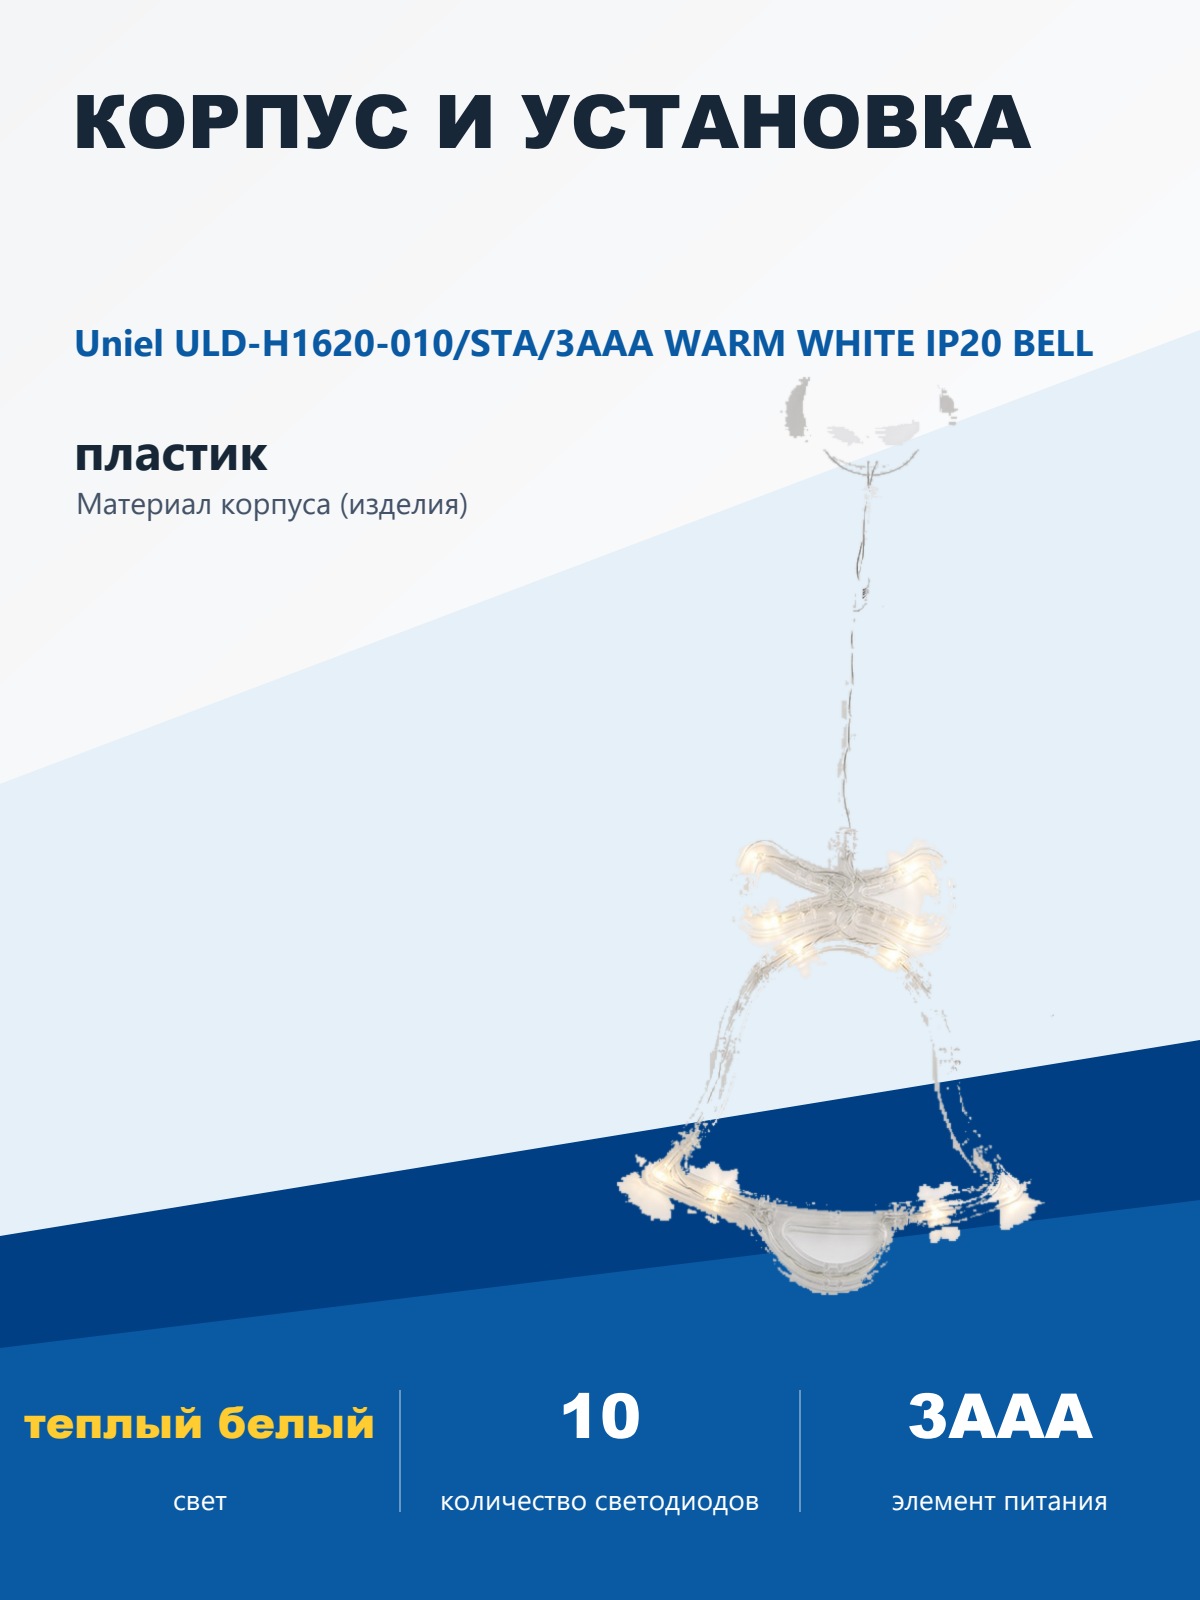 КОРПУС И УСТАНОВКА
Uniel ULD-H1620-010/STA/3AAA WARM WHITE IP20 BELL
пластик
Материал корпуса (изделия)
теплый белый
свет
10
количество светодиодов
3AAA
элемент питания